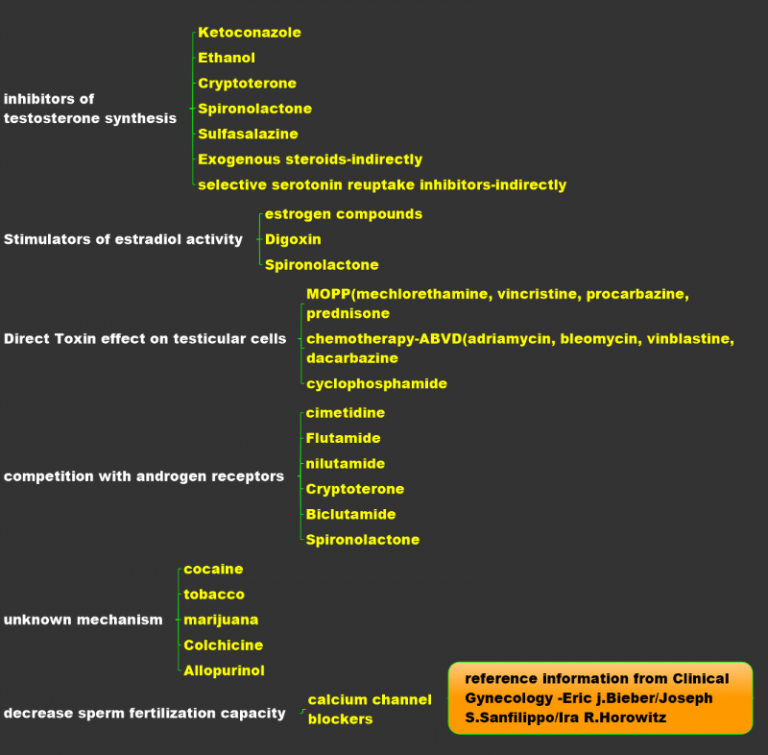 inhibitors of
testosterone synthesis
Ketoconazole
Ethanol
Cryptoterone
Spironolactone
Sulfasalazine
Exogenous steroids-indirectly
selective serotonin reuptake inhibitors-indirectly
Stimulators of estradiol activity
estrogen compounds
Digoxin
Spironolactone
Direct Toxin effect on testicular cells
MOPP(mechlorethamine, vincristine, procarbazine,
prednisone
chemotherapy-ABVD(adriamycin, bleomycin, vinblastine,
dacarbazine
cyclophosphamide
competition with androgen receptors
cimetidine
Flutamide
nilutamide
Cryptoterone
Biclutamide
Spironolactone
unknown mechanism
cocaine
tobacco
marijuana
Colchicine
Allopurinol
decrease sperm fertilization capacity
calcium channel
blockers
reference information from Clinical
Gynecology -Eric j.Bieber/Joseph
S.Sanfilippo/Ira R.Horowitz